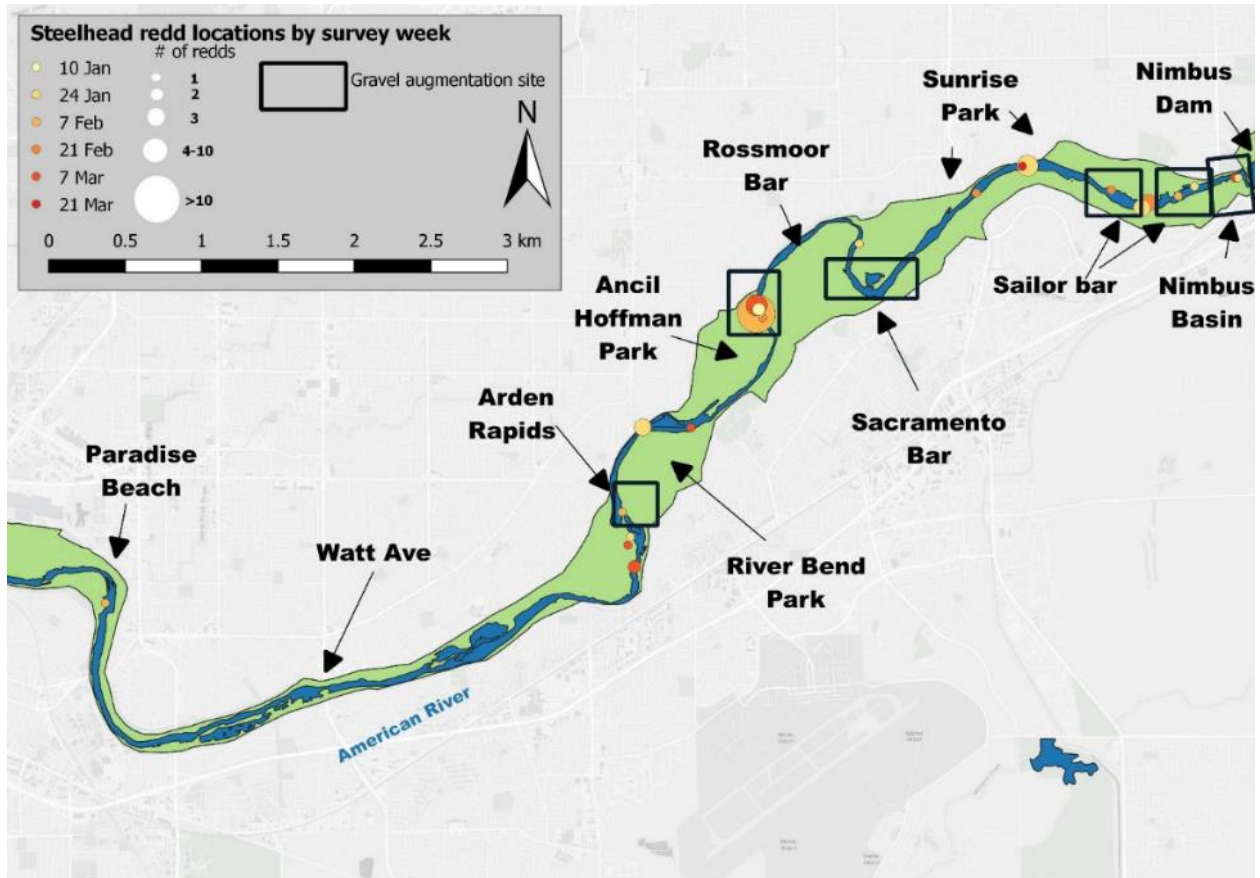 Steelhead redd locations by survey week
# of redds
10 Jan
24 Jan
7 Feb
21 Feb
7 Mar
21 Mar
1
2
3
4-10
>10
Gravel augmentation site
N
0 0.5 1 1.5 2 2.5 3 km
Nimbus
Dam
Sunrise
Park
Rossmoor
Bar
Ancil
Hoffman
Park
Sailor bar
Nimbus
Basin
Arden
Rapids
Sacramento
Bar
Paradise
Beach
Watt Ave
River Bend
Park
American River